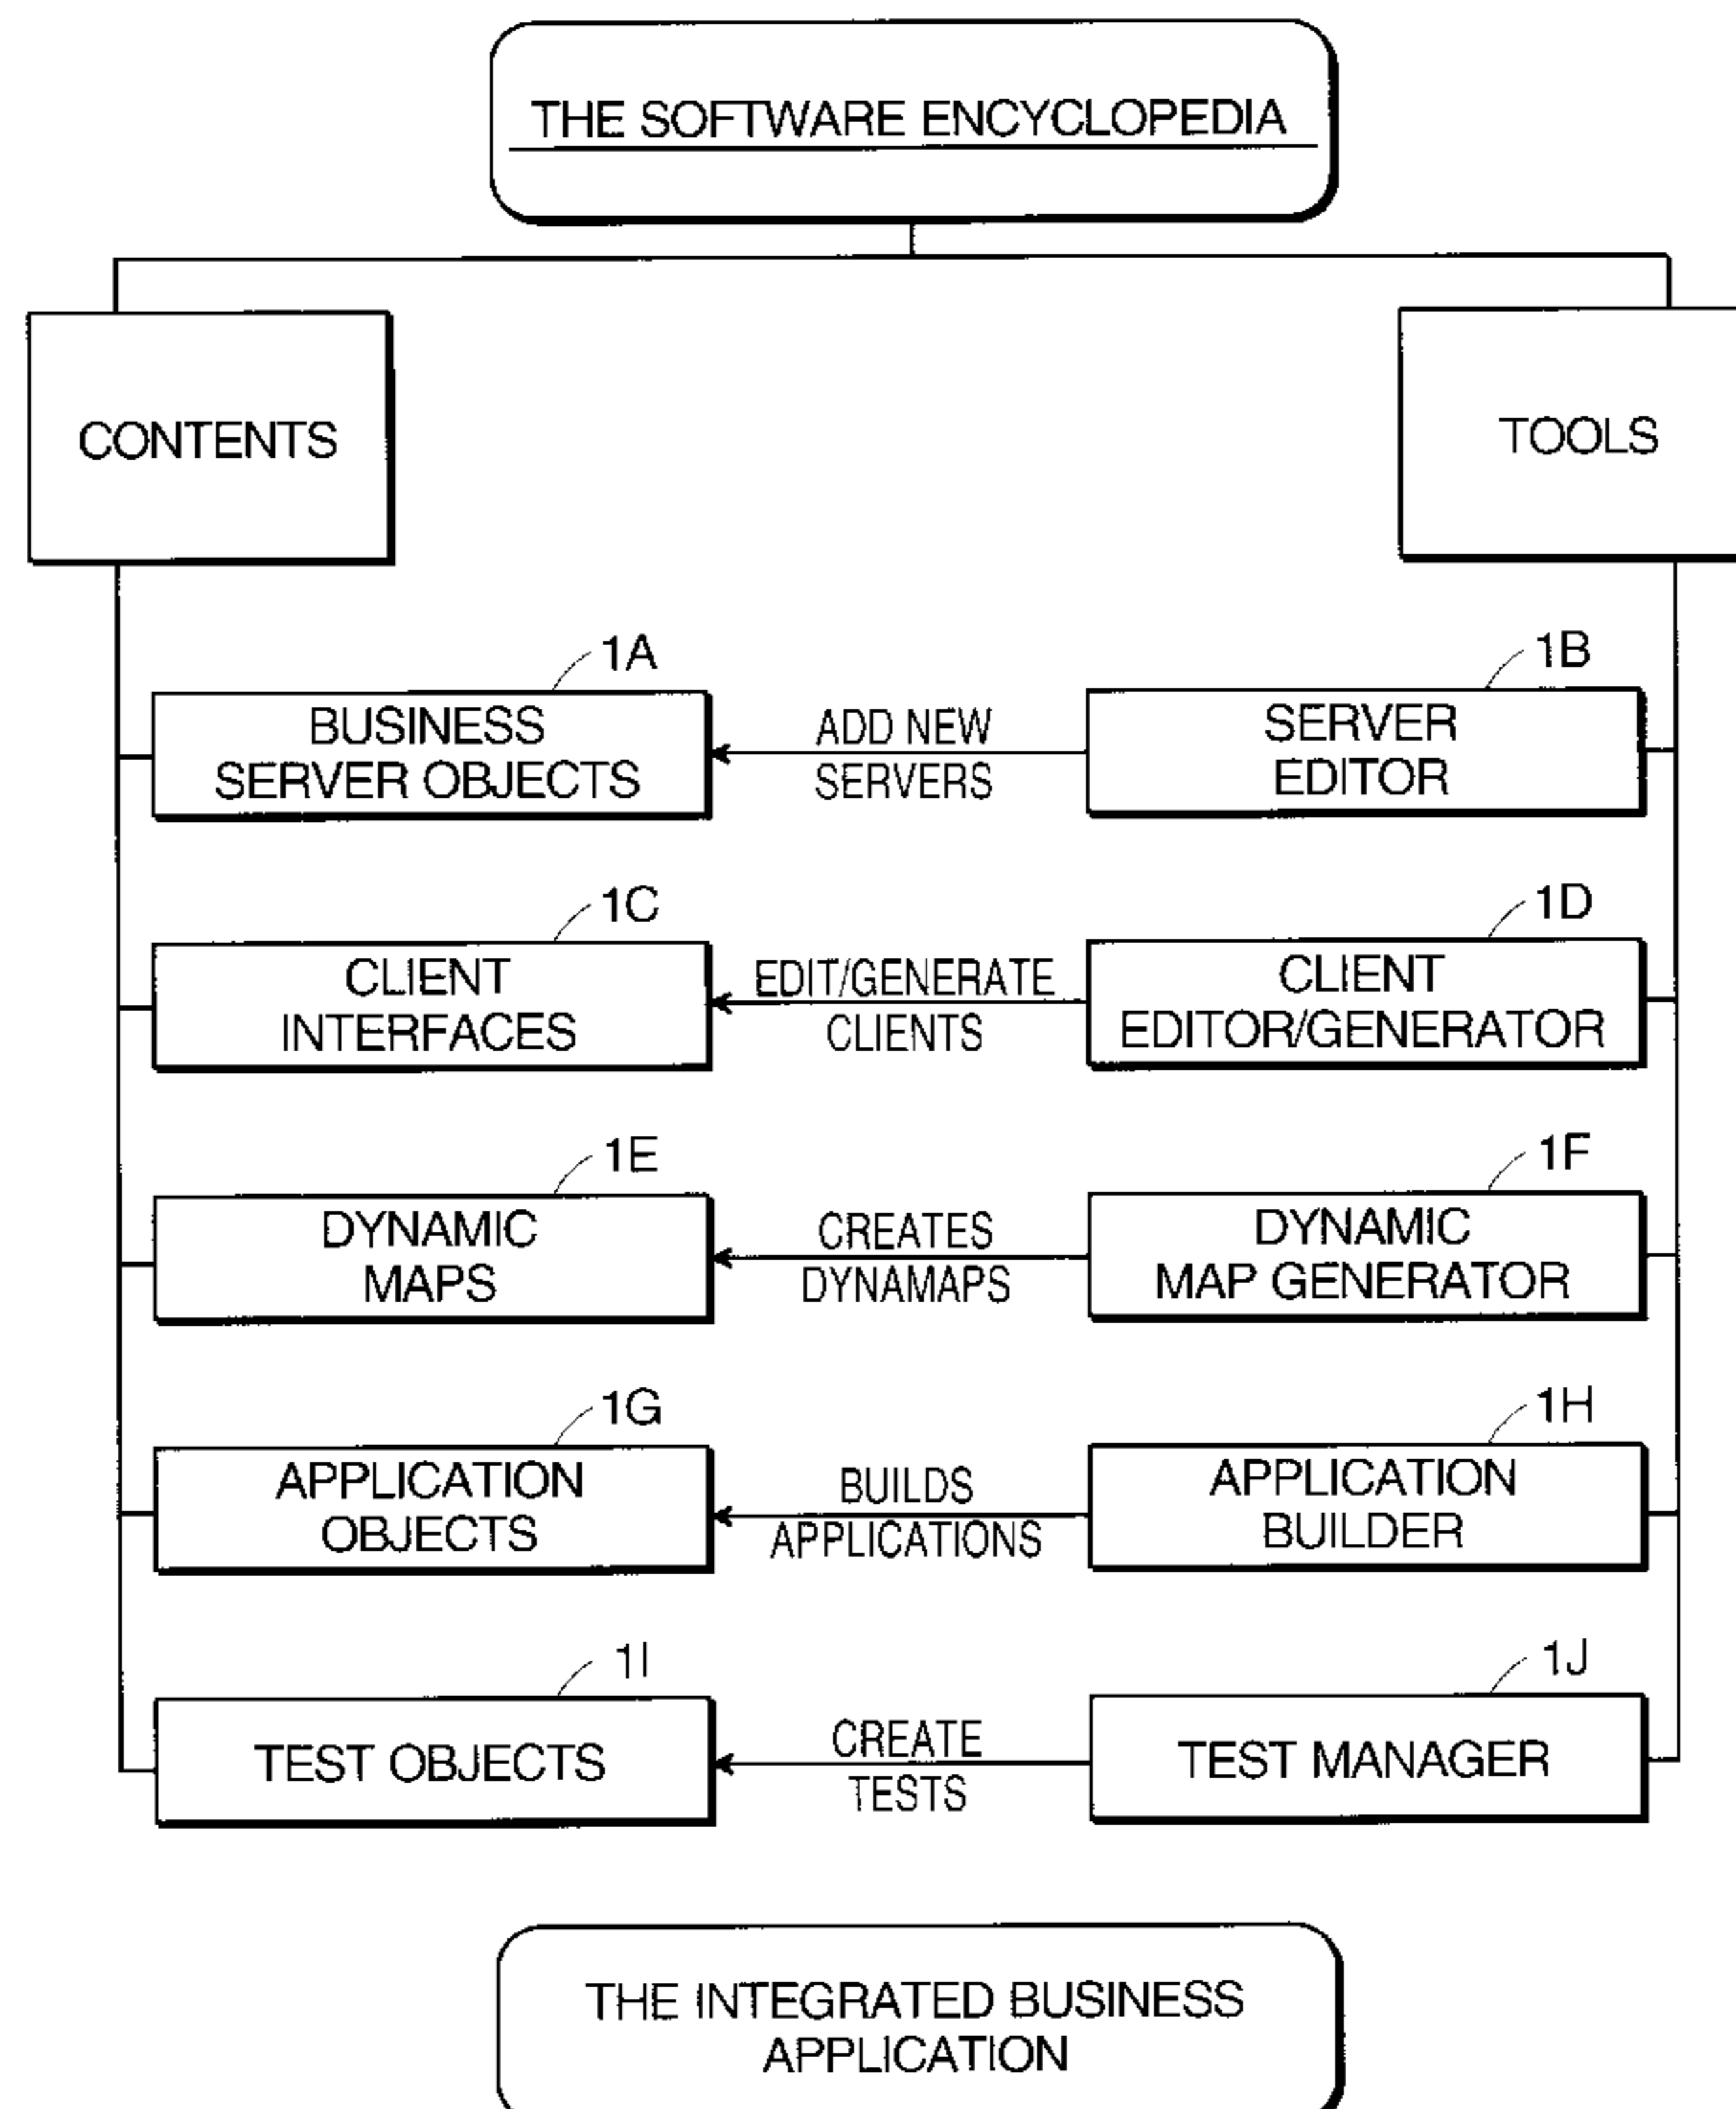 THE SOFTWARE ENCYCLOPEDIA
CONTENTS
TOOLS
1A
1B
BUSINESS
SERVER OBJECTS
ADD NEW
SERVERS
SERVER
EDITOR
1C
1D
CLIENT
INTERFACES
EDIT/GENERATE
CLIENTS
CLIENT
EDITOR/GENERATOR
1E
1F
DYNAMIC
MAPS
CREATES
DYNAMAPS
DYNAMIC
MAP GENERATOR
1G
1H
APPLICATION
OBJECTS
BUILDS
APPLICATIONS
APPLICATION
BUILDER
1I
1J
TEST OBJECTS
CREATE
TESTS
TEST MANAGER
THE INTEGRATED BUSINESS
APPLICATION